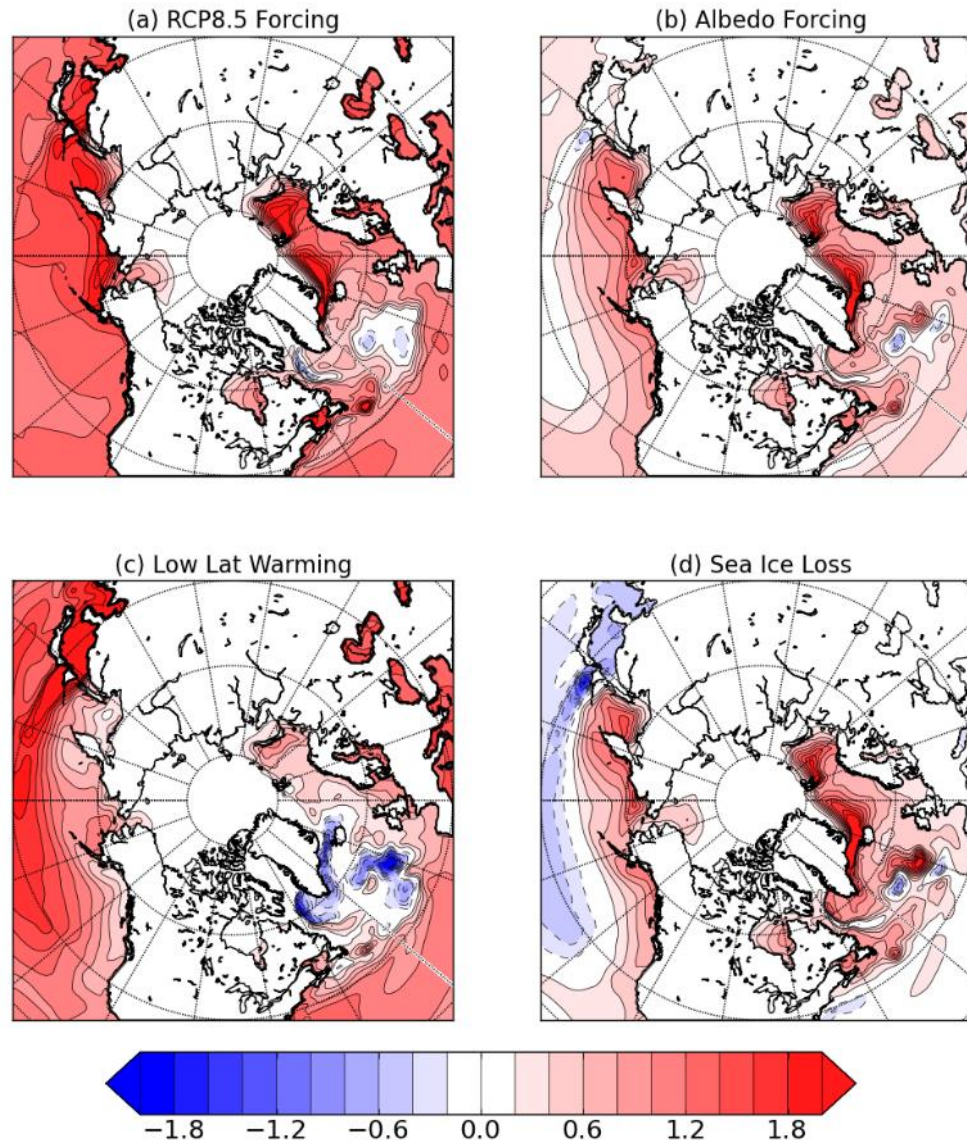 (a) RCP8.5 Forcing
(b) Albedo Forcing
(c) Low Lat Warming
(d) Sea Ice Loss
−1.8 −1.2 −0.6 0.0 0.6 1.2 1.8